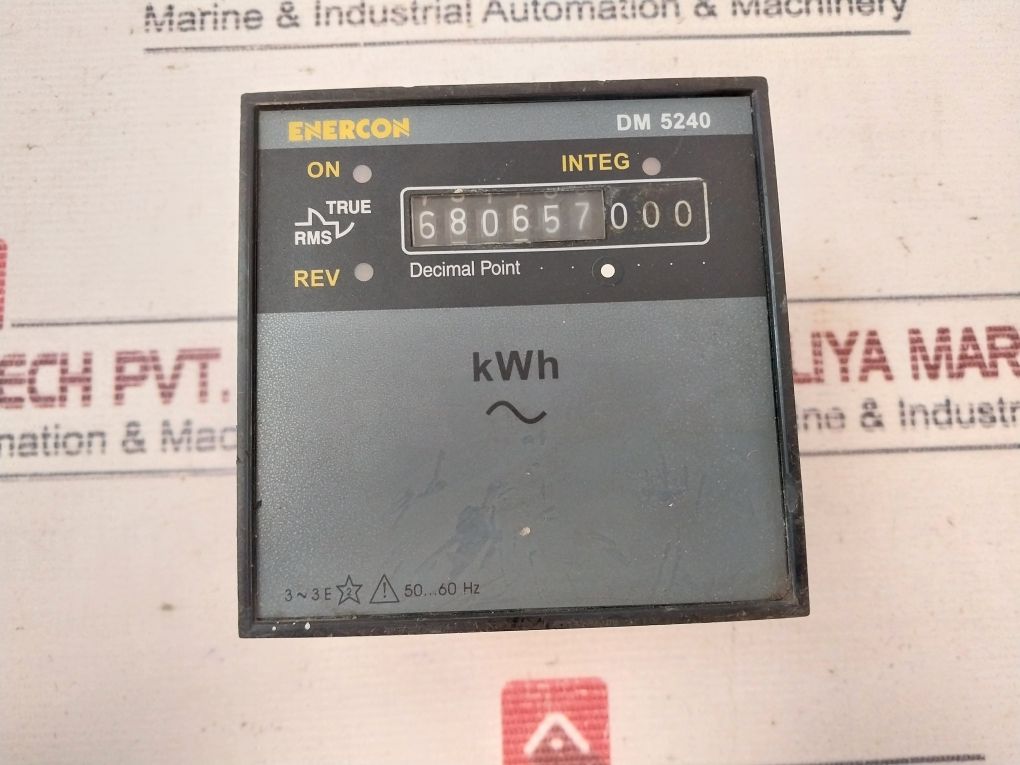 Marine & Industrial Automation & Machinery
ENERCON DM 5240
ON INTEG
TRUE
RMS
680657000
REV Decimal Point
kWh
3~3E 2 ! 50...60 Hz
ECH PVT.
LIYA MAR
mation & Mac
ne & Industr